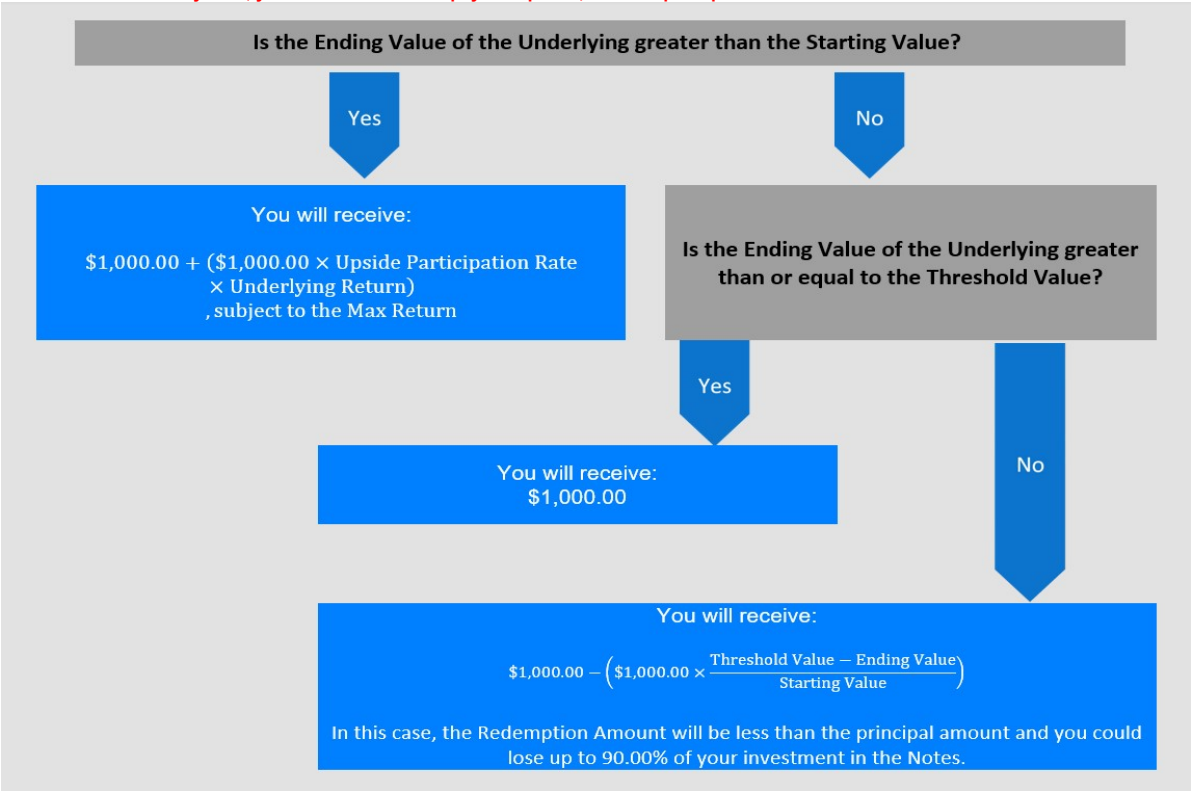 Is the Ending Value of the Underlying greater than the Starting Value?
Yes
No
You will receive:
$1,000.00 + ($1,000.00 × Upside Participation Rate
× Underlying Return)
, subject to the Max Return
Is the Ending Value of the Underlying greater
than or equal to the Threshold Value?
Yes
No
You will receive:
$1,000.00
You will receive:
$1,000.00 − ($1,000.00 × Threshold Value − Ending Value
Starting Value)
In this case, the Redemption Amount will be less than the principal amount and you could
lose up to 90.00% of your investment in the Notes.